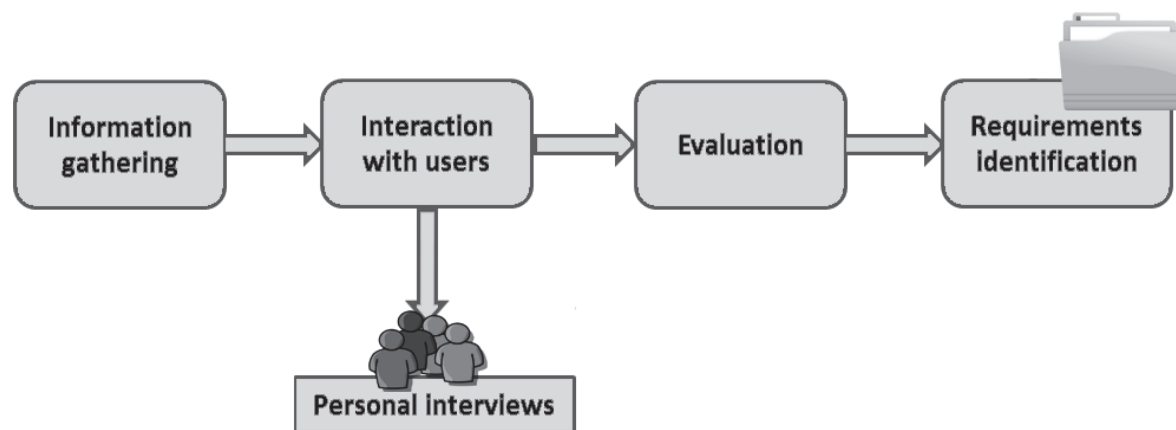 Information
gathering
Interaction
with users
Evaluation
Requirements
identification
Personal interviews